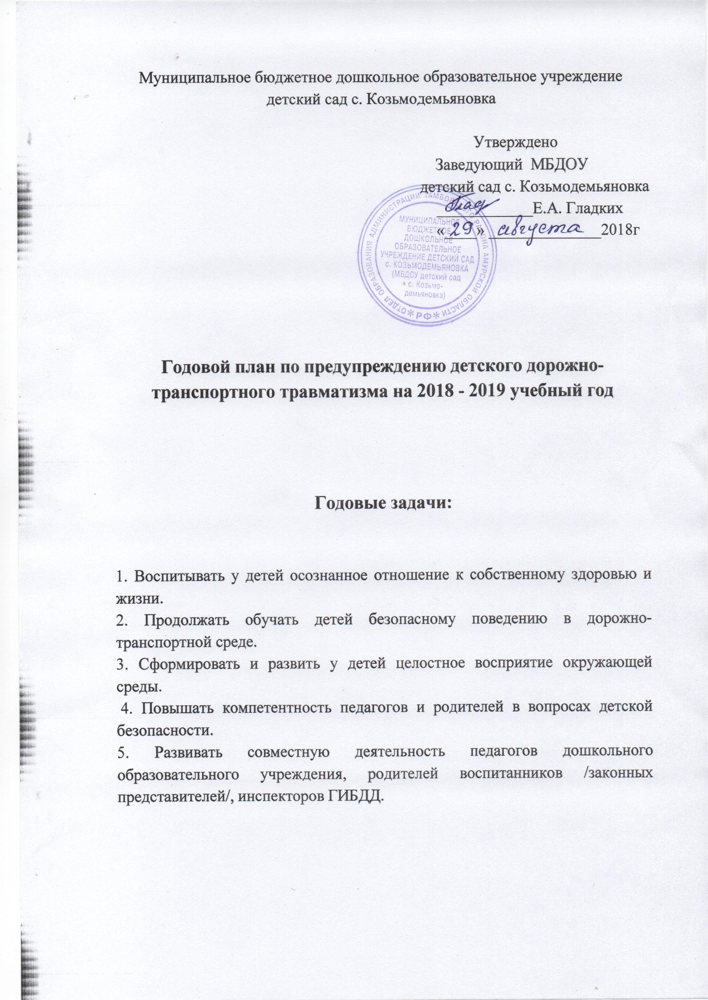 Муниципальное бюджетное дошкольное образовательное учреждение
детский сад с. Козьмодемьяновка
Утверждено
Заведующий МБДОУ
детский сад с. Козьмодемьяновка
____________Е.А. Гладких
«29» августа 2018г
ОТДЕЛ ОБРАЗОВАНИЯ АДМИНИСТРАЦИИ ТАМБОВСКОГО РАЙОНА АМУРСКОЙ ОБЛАСТИ
* РФ *
МУНИЦИПАЛЬНОЕ
БЮДЖЕТНОЕ
ДОШКОЛЬНОЕ
ОБРАЗОВАТЕЛЬНОЕ
УЧРЕЖДЕНИЕ ДЕТСКИЙ САД
с. КОЗЬМОДЕМЬЯНОВКА
(МБДОУ детский сад
с. Козьмо-
демьяновка)
Годовой план по предупреждению детского дорожно-
транспортного травматизма на 2018 - 2019 учебный год
Годовые задачи:
1. Воспитывать у детей осознанное отношение к собственному здоровью и
жизни.
2. Продолжать обучать детей безопасному поведению в дорожно-
транспортной среде.
3. Сформировать и развить у детей целостное восприятие окружающей
среды.
4. Повышать компетентность педагогов и родителей в вопросах детской
безопасности.
5. Развивать совместную деятельность педагогов дошкольного
образовательного учреждения, родителей воспитанников /законных
представителей/, инспекторов ГИБДД.